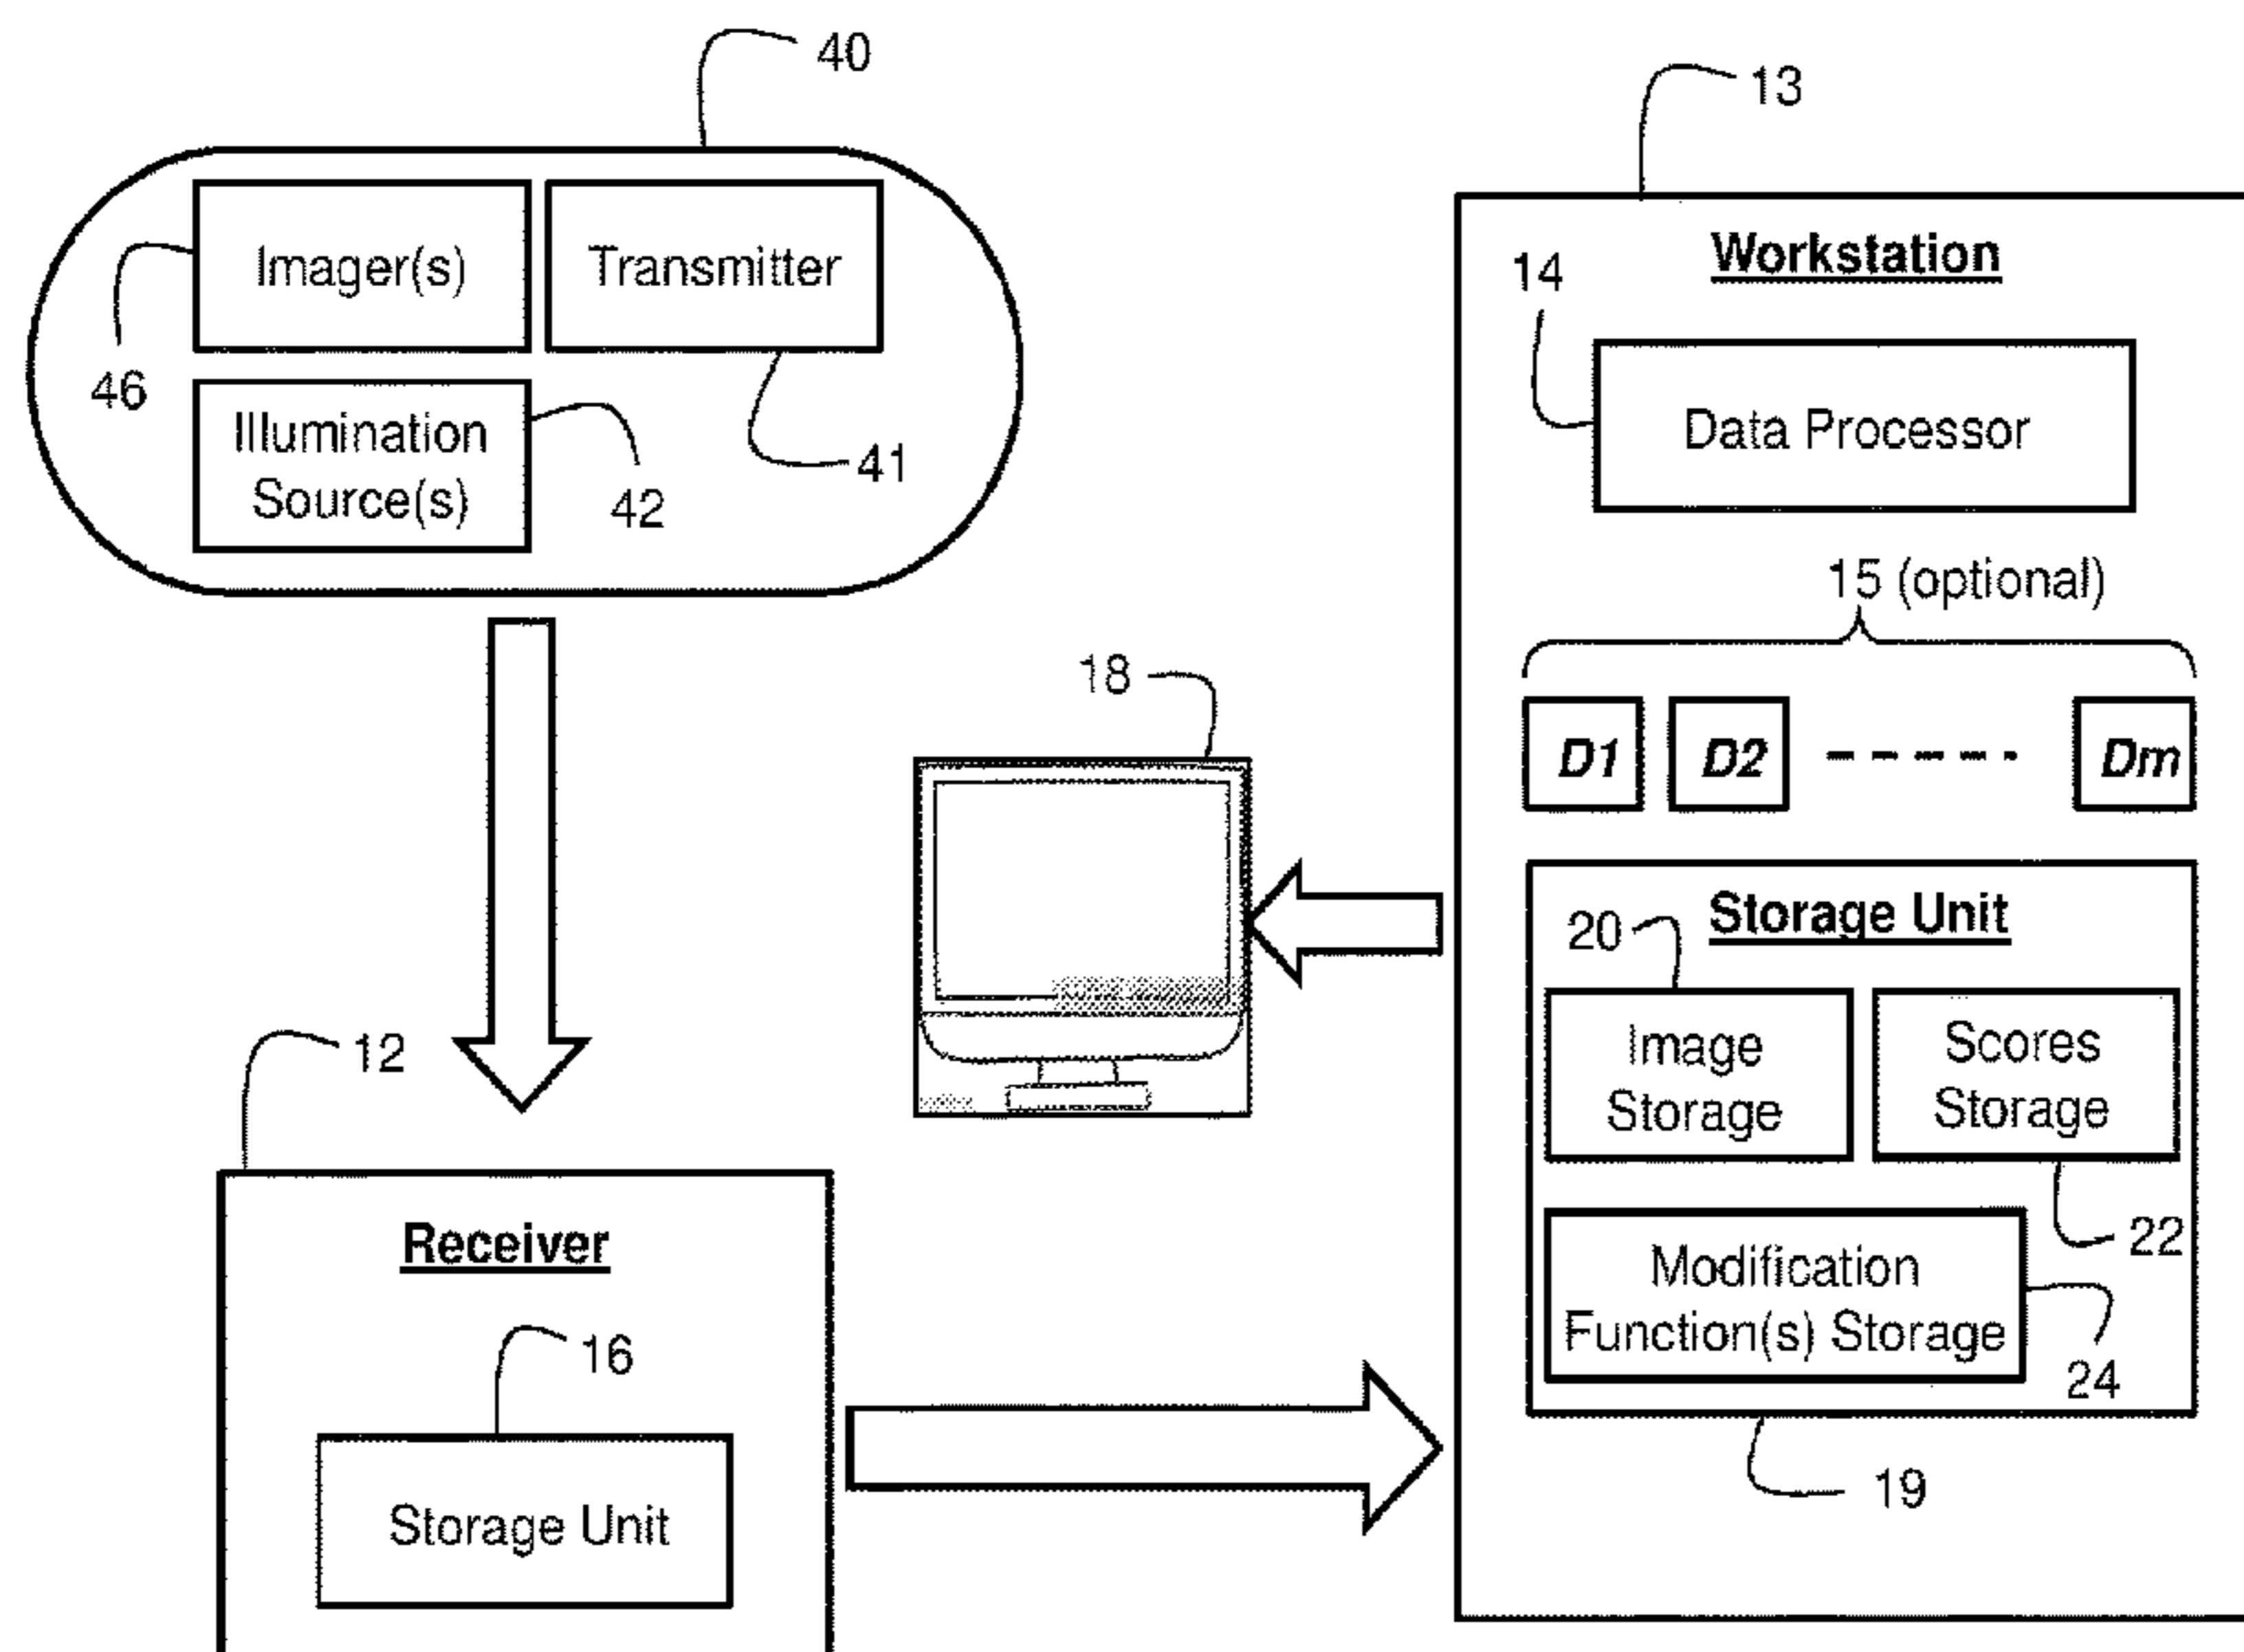 40
Imager(s)
Transmitter
46
Illumination
Source(s)
42
41
13
Workstation
14
Data Processor
15 (optional)
D1
D2
Dm
18
Storage Unit
20
Image
Storage
Scores
Storage
22
Modification
Function(s) Storage
24
19
12
Receiver
16
Storage Unit